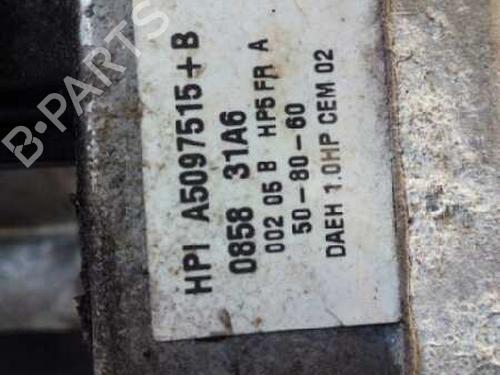 HPI A5097515+B
0858 31A6
002 05 B HP5 FR A
50-80-60
DAEH 1.0HP CEM 02
B-PARTS